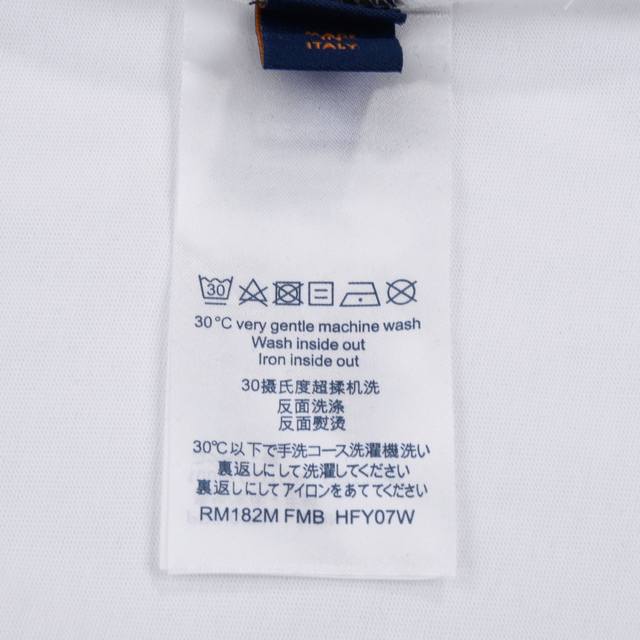 MADE IN
ITALY
30
30°C very gentle machine wash
Wash inside out
Iron inside out
30摄氏度超揉机洗
反面洗涤
反面熨烫
30℃以下で手洗コース洗濯機洗い
裏返しにして洗濯してください
裏返しにしてアイロンをあててください
RM182M FMB HFY07W